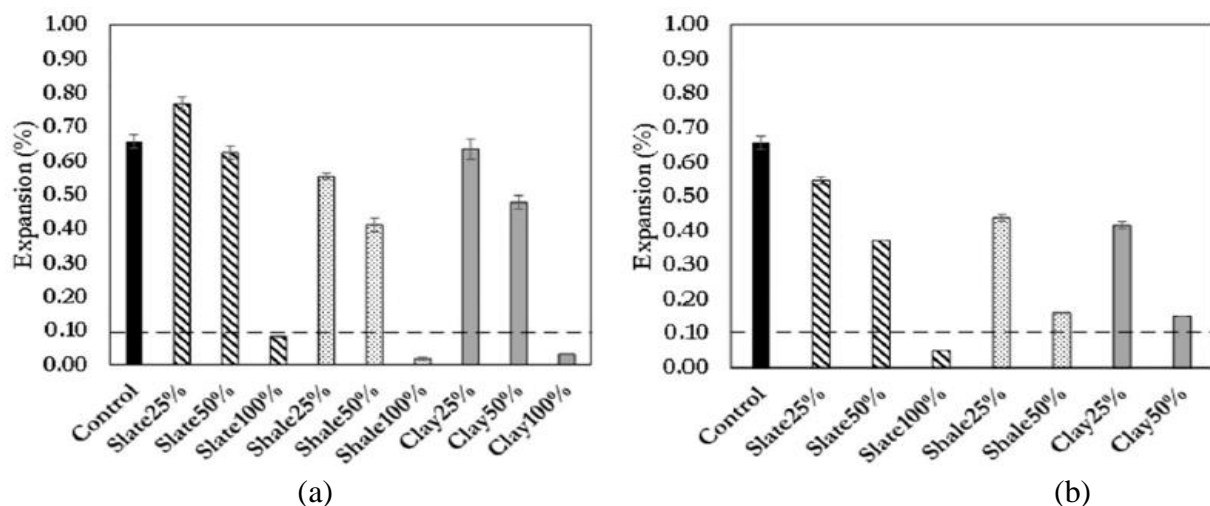 Expansion (%)
1.00
0.90
0.80
0.70
0.60
0.50
0.40
0.30
0.20
0.10
0.00
Control
Slate25%
Slate50%
Slate100%
Shale25%
Shale50%
Shale100%
Clay25%
Clay50%
Clay100%
(a)
Expansion (%)
1.00
0.90
0.80
0.70
0.60
0.50
0.40
0.30
0.20
0.10
0.00
Control
Slate25%
Slate50%
Slate100%
Shale25%
Shale50%
Clay25%
Clay50%
(b)